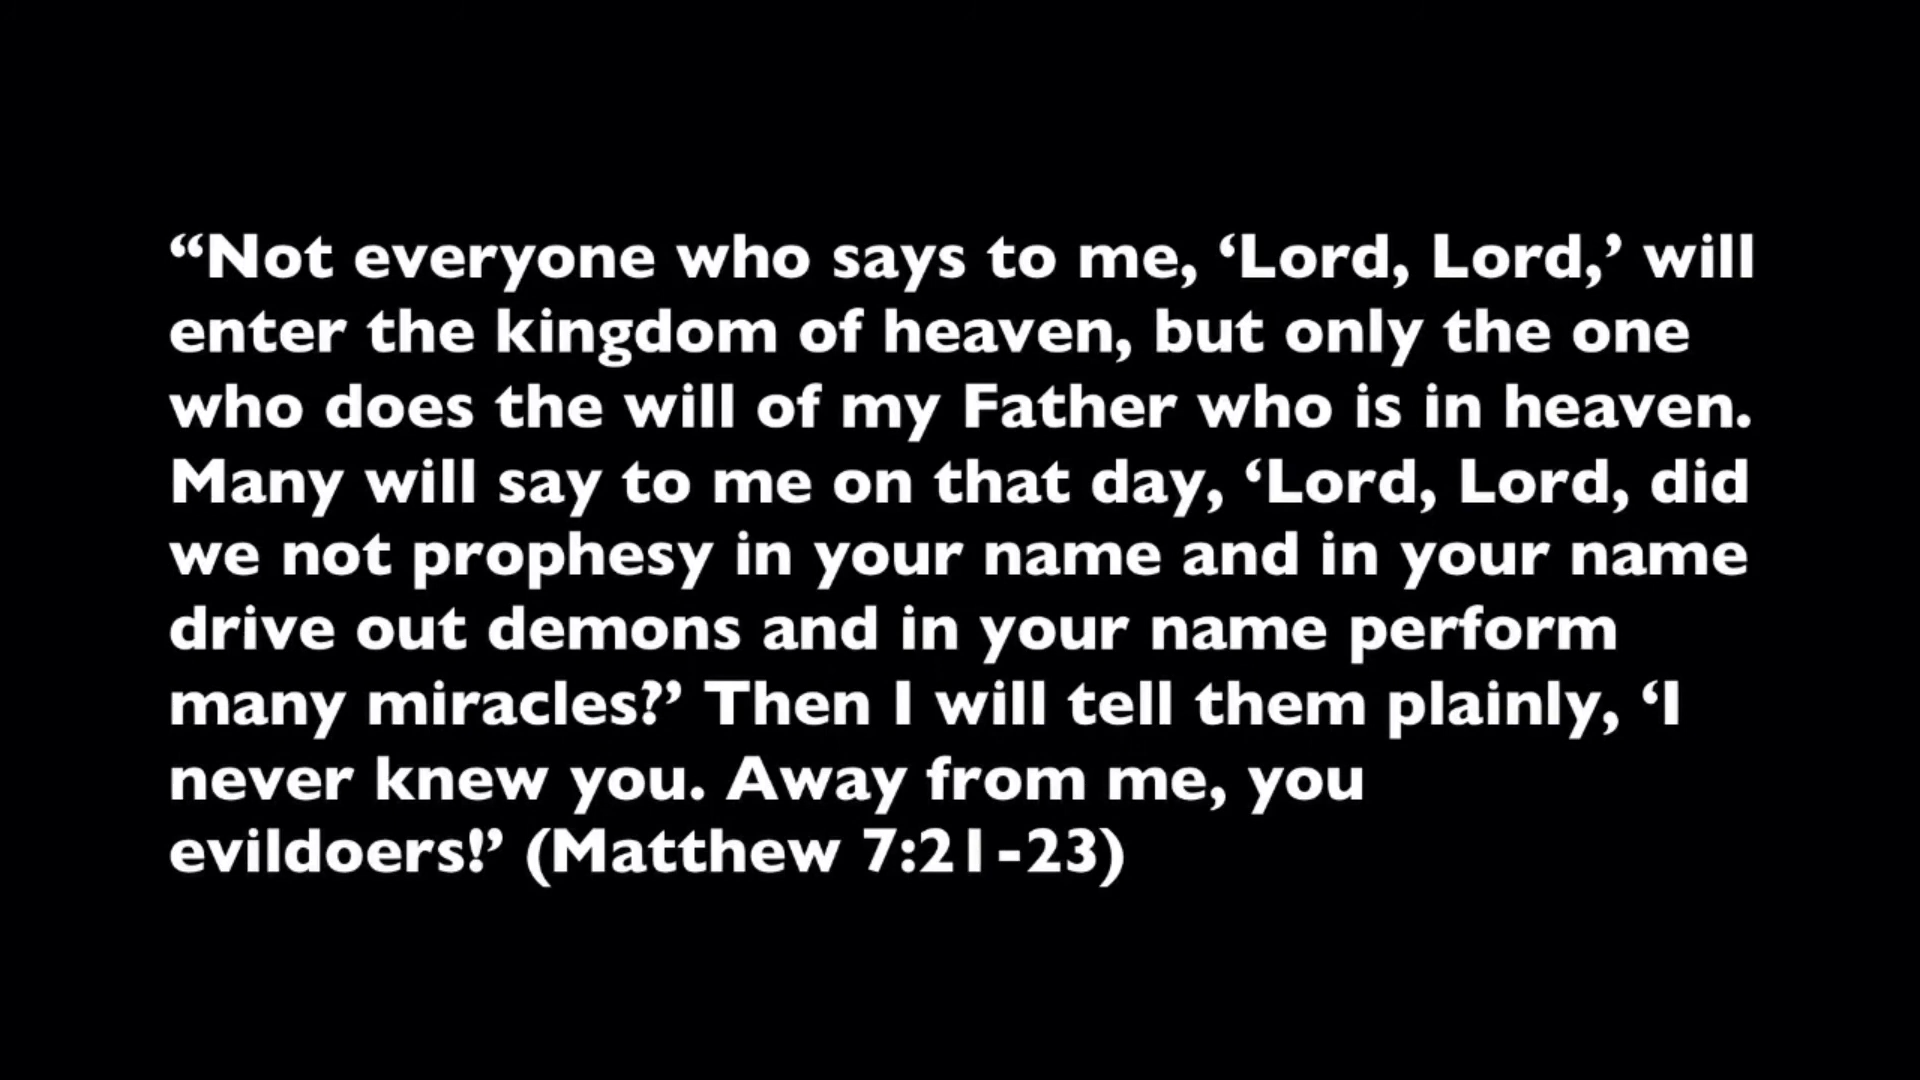 “Not everyone who says to me, ‘Lord, Lord,’ will
enter the kingdom of heaven, but only the one
who does the will of my Father who is in heaven.
Many will say to me on that day, ‘Lord, Lord, did
we not prophesy in your name and in your name
drive out demons and in your name perform
many miracles?’ Then I will tell them plainly, ‘I
never knew you. Away from me, you
evildoers!’ (Matthew 7:21-23)